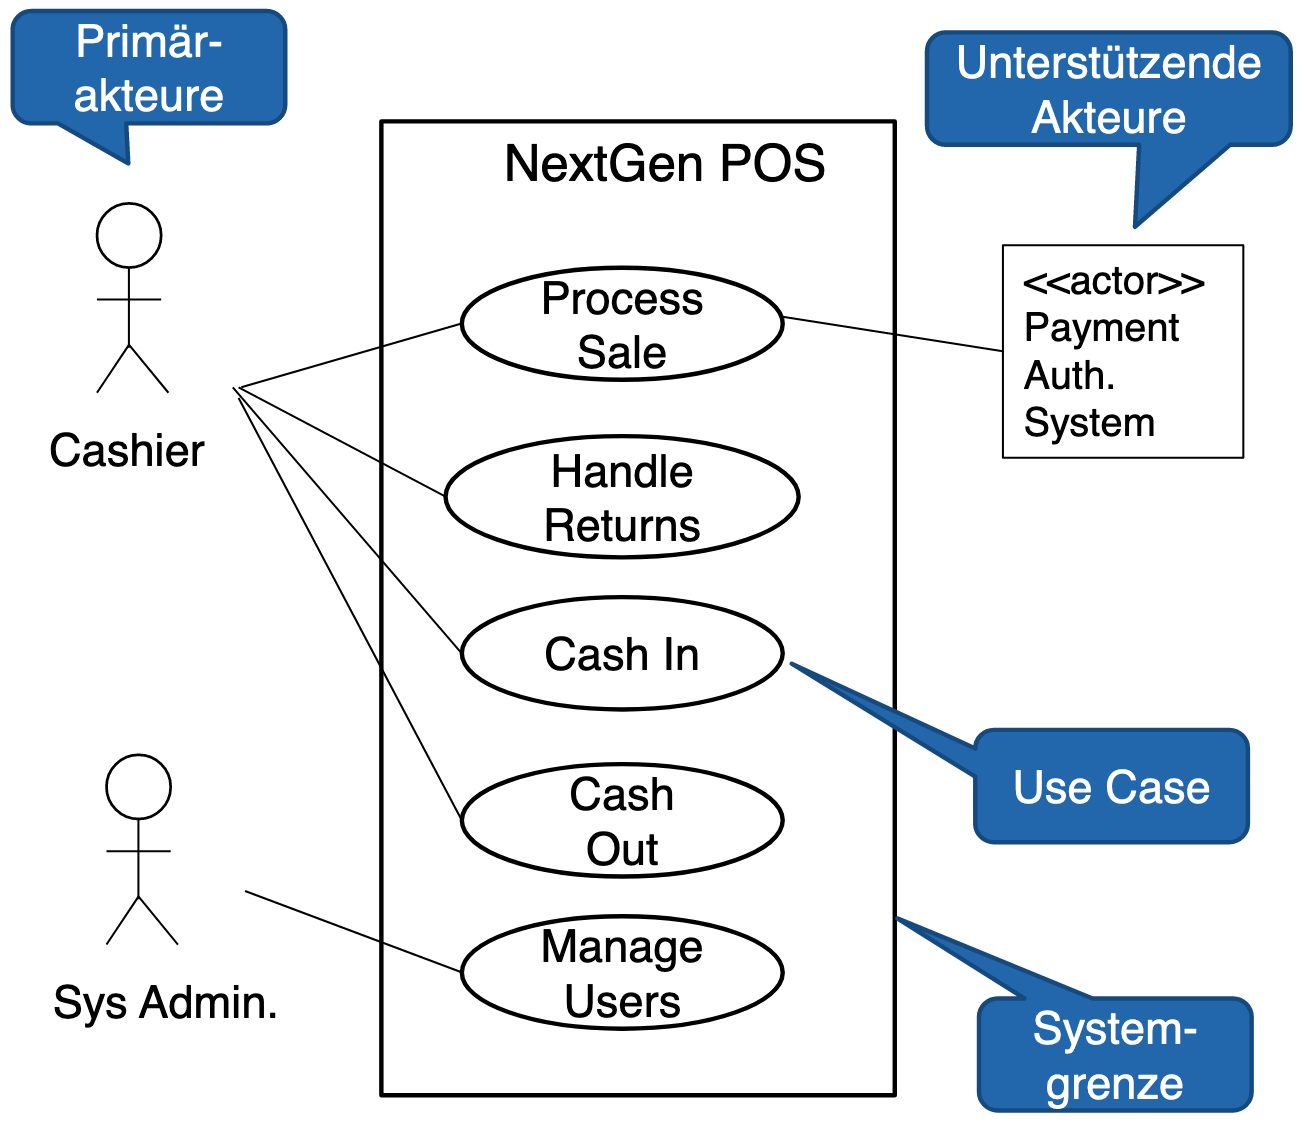 Primär-
akteure
Unterstützende
Akteure
NextGen POS
Process
Sale
<<actor>>
Payment
Auth.
System
Cashier
Handle
Returns
Cash In
Use Case
Cash
Out
Manage
Users
Sys Admin.
System-
grenze